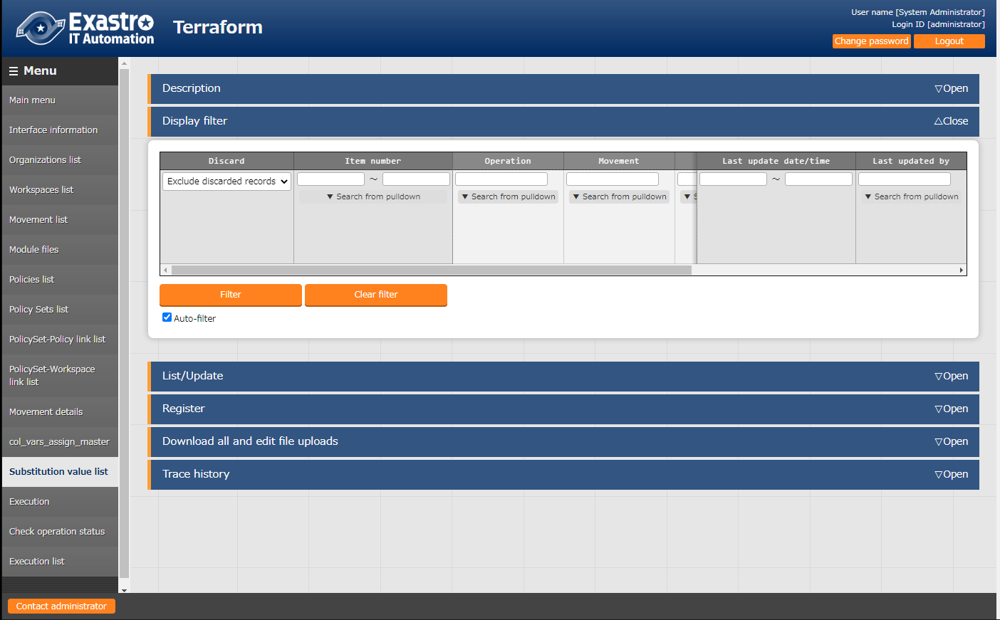 Exastro
IT Automation
Terraform
User name [System Administrator]
Login ID [administrator]
Change password
Logout
Menu
Main menu
Interface information
Organizations list
Workspaces list
Movement list
Module files
Policies list
Policy Sets list
PolicySet-Policy link list
PolicySet-Workspace
link list
Movement details
col_vars_assign_master
Substitution value list
Execution
Check operation status
Execution list
Contact administrator
Description
▽Open
Display filter
△Close
Discard
Item number
Operation
Movement
Last update date/time
Last updated by
Exclude discarded records
~
~
▼ Search from pulldown
▼ Search from pulldown
▼ Search from pulldown
▼ S
▼ Search from pulldown
Filter
Clear filter
Auto-filter
List/Update
▽Open
Register
▽Open
Download all and edit file uploads
▽Open
Trace history
▽Open